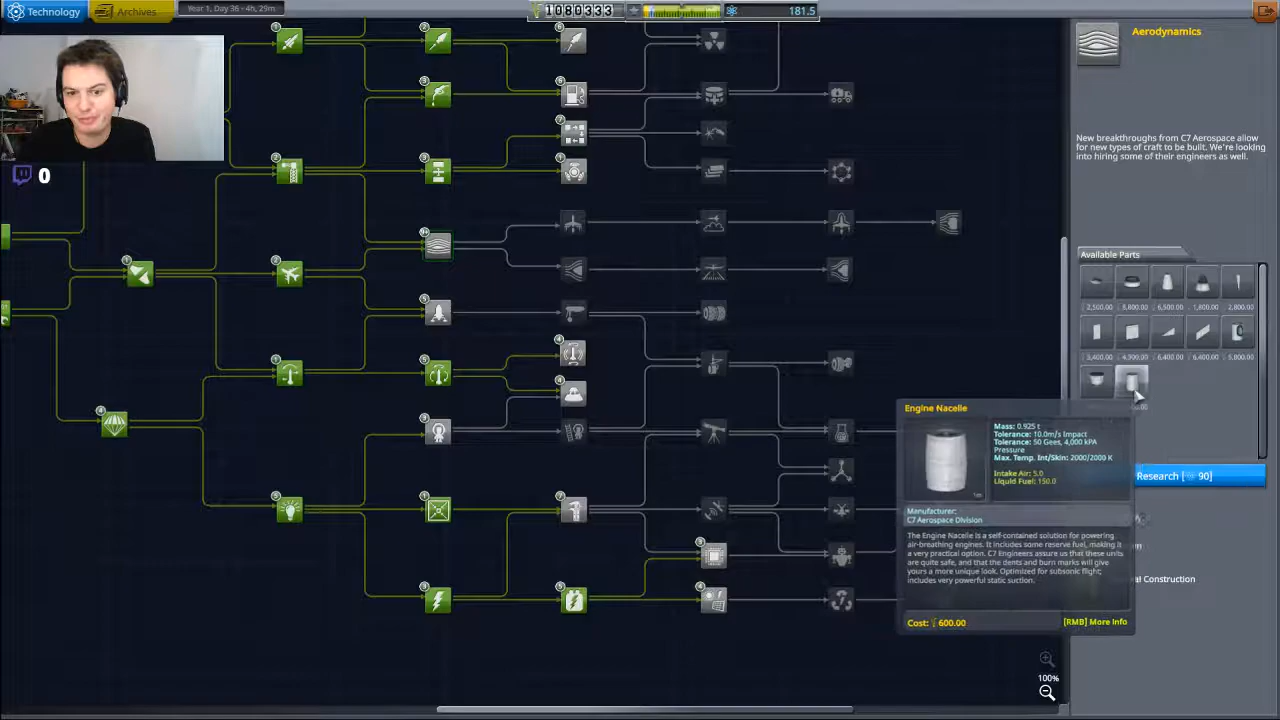 Technology
Archives
Year 1, Day 36 - 4h, 29m
1080333
181.5
0
Aerodynamics
New breakthroughs from C7 Aerospace allow
for new types of craft to be built. We're looking
into hiring some of their engineers as well.
Available Parts
Engine Nacelle
Mass: 0.925 t
Tolerance: 10.0m/s Impact
Tolerance: 50 Gees, 4,000 kPA
Pressure
Max. Temp. Int/Skin: 2000/2000 K
Intake Air: 5.0
Liquid Fuel: 150.0
Manufacturer:
C7 Aerospace Division
The Engine Nacelle is a self-contained solution for powering
air-breathing engines. It includes some reserve fuel, making it
a very practical option. C7 Engineers assure us that these units
are quite safe, and that the dents and burn marks will give
yours a more unique look. Optimized for subsonic flight;
includes very powerful static suction.
Cost: 600.00
[RMB] More Info
Research [90]
al Construction
100%